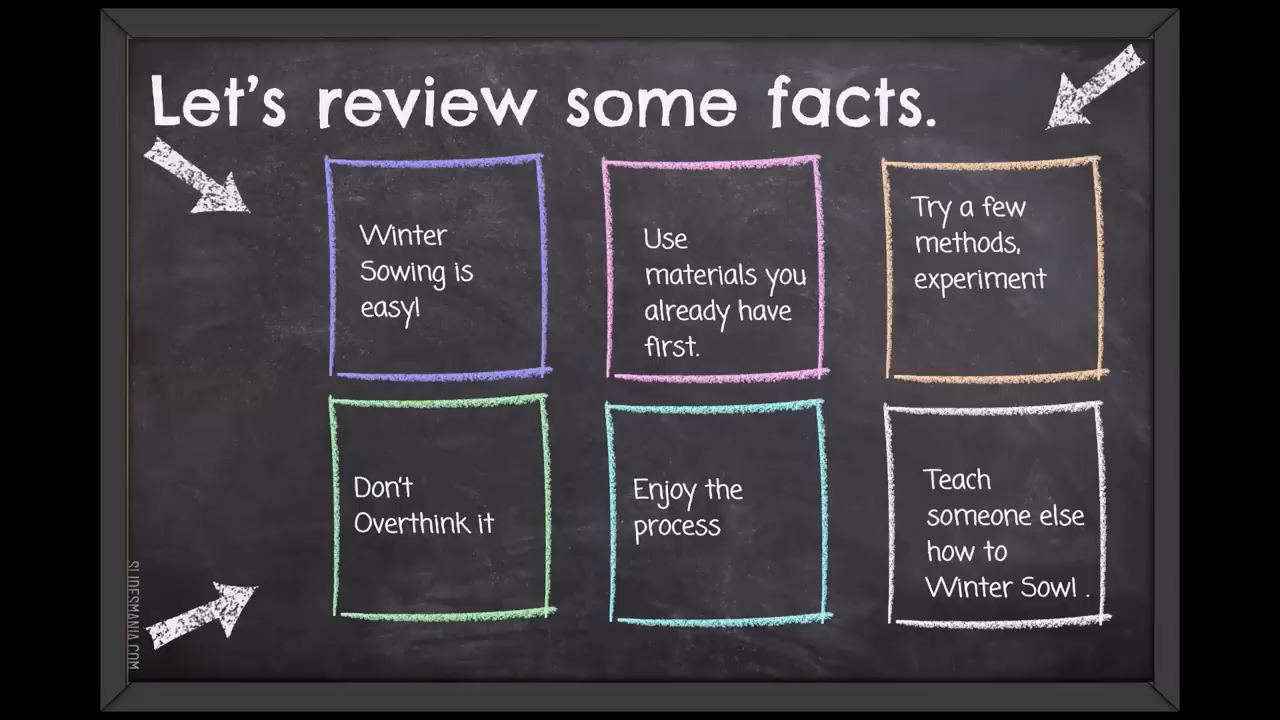 Let's review some facts.
Winter
Sowing is
easy!
Use
materials you
already have
first.
Try a few
methods,
experiment
Don't
Overthink it
Enjoy the
process
Teach
someone else
how to
Winter Sow! .
SLIDESMANIA.COM